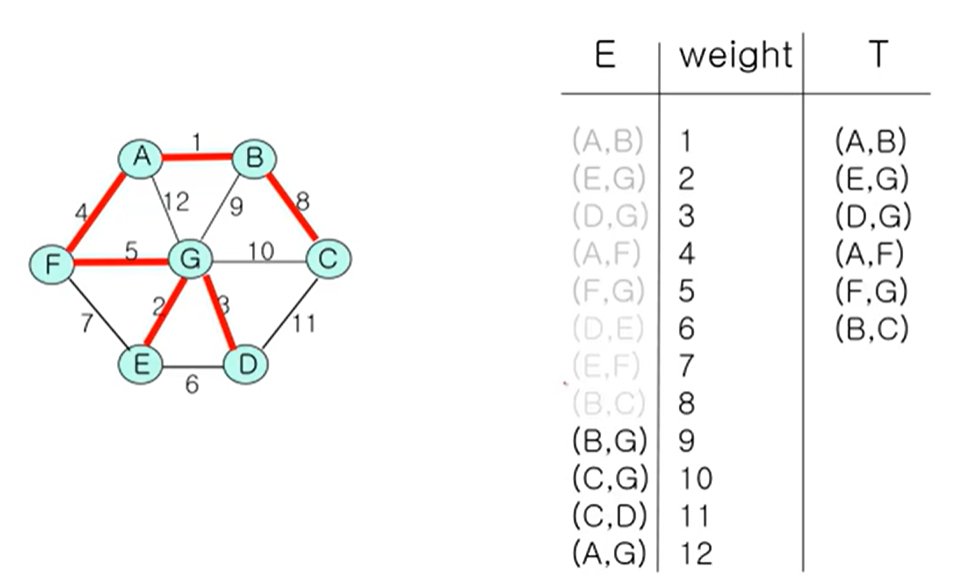 1
A B
4 12 9 8
F 5 G 10 C
2 3
7 11
E D
6
E weight T
(A,B) 1 (A,B)
(E,G) 2 (E,G)
(D,G) 3 (D,G)
(A,F) 4 (A,F)
(F,G) 5 (F,G)
(D,E) 6 (B,C)
(E,F) 7
(B,C) 8
(B,G) 9
(C,G) 10
(C,D) 11
(A,G) 12